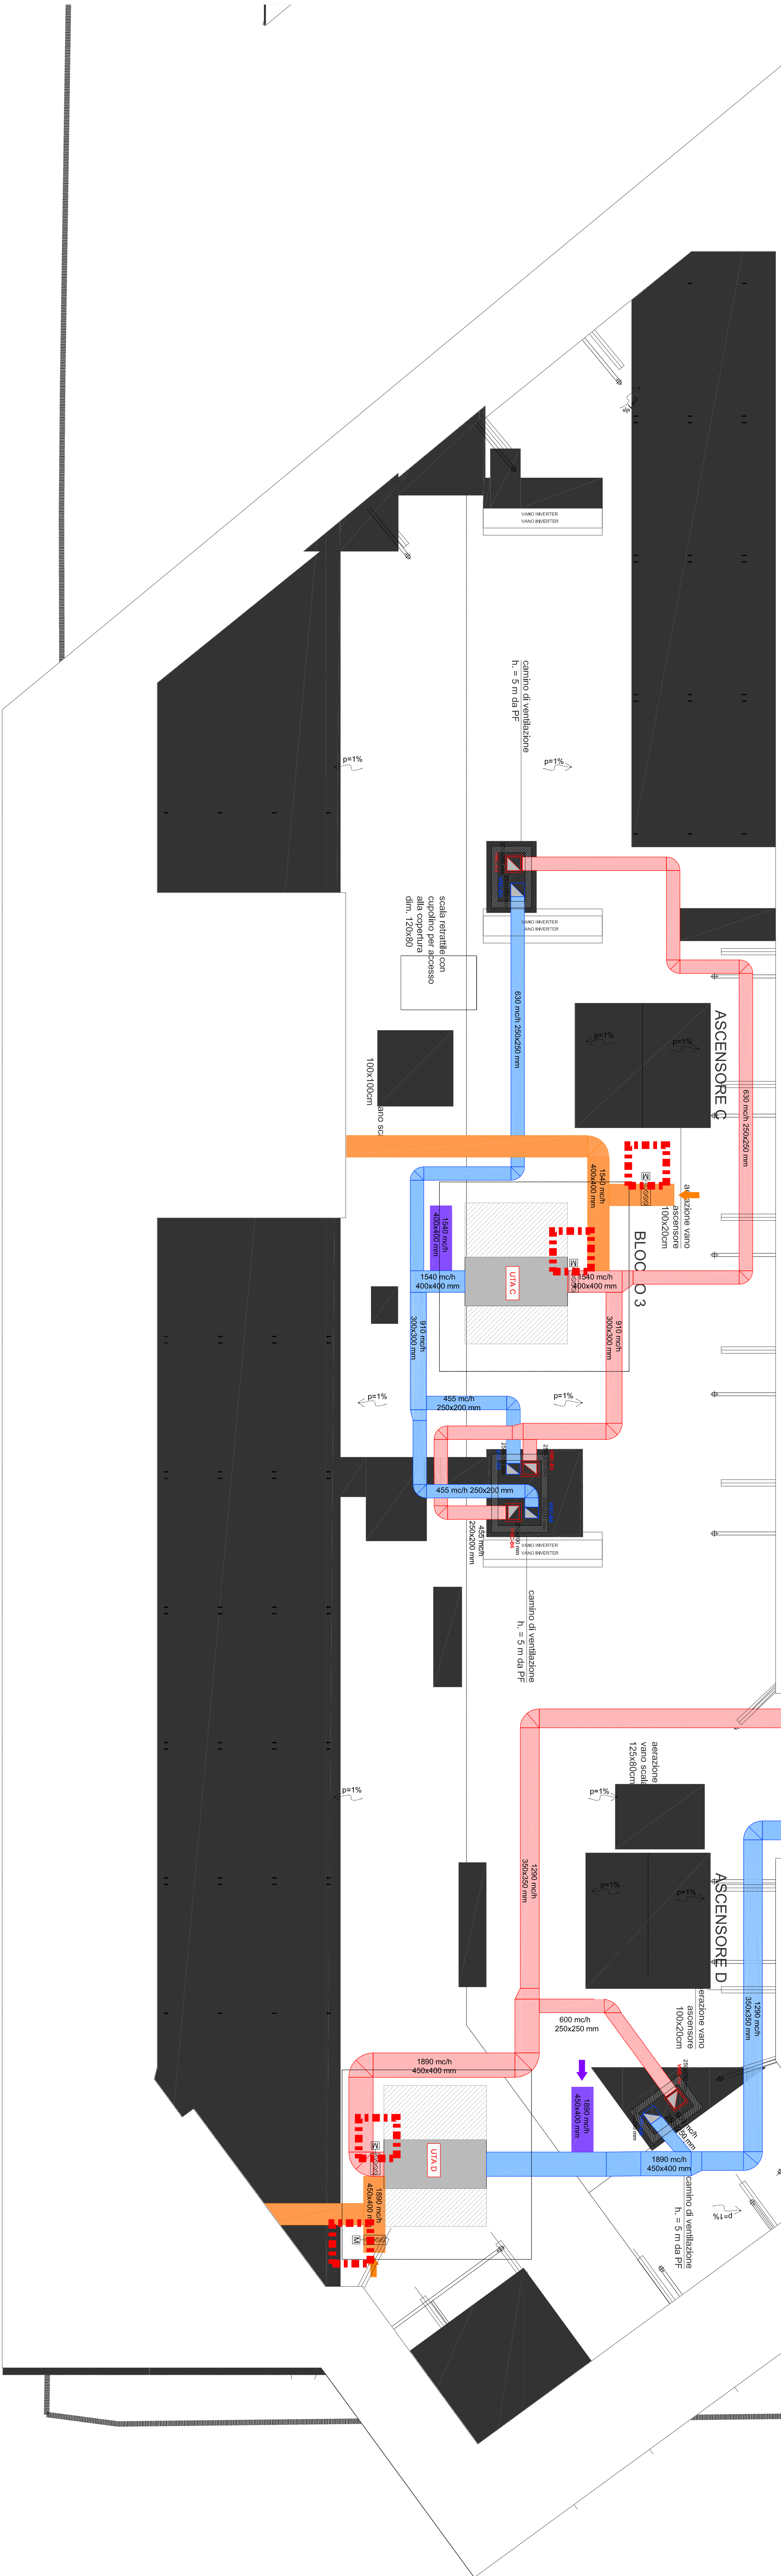 VANO INVERTER
VANO INVERTER
camino di ventilazione
h. = 5 m da PF
p=1%
p=1%
scala retrattile con
cupolino per accesso
alla copertura
dim. 120x80
VANO INVERTER
630 mc/h 250x250 mm
ASCENSORE C
p=1%
p=1%
100x100cm
630 mc/h 250x250 mm
1540 mc/h
400x400 mm
M
ascensore
100x20cm
1540 mc/h
400x400 mm
M
UTA C
1540 mc/h
400x400 mm
1540 mc/h
400x400 mm
910 mc/h
300x300 mm
910 mc/h
300x300 mm
p=1%
p=1%
455 mc/h
250x200 mm
455 mc/h 250x200 mm
455 mc/h
250x200 mm
VANO INVERTER
VANO INVERTER
camino di ventilazione
h. = 5 m da PF
aerazione
vano scala
125x80cm
p=1%
p=1%
1290 mc/h
350x350 mm
ASCENSORE D
p=1%
p=1%
1290 mc/h
350x350 mm
ascensore
100x20cm
600 mc/h
250x250 mm
1890 mc/h
450x400 mm
1890 mc/h
450x400 mm
UTA D
M
1890 mc/h
450x400 mm
1890 mc/h
450x400 mm
camino di ventilazione
h. = 5 m da PF
p=1%
M